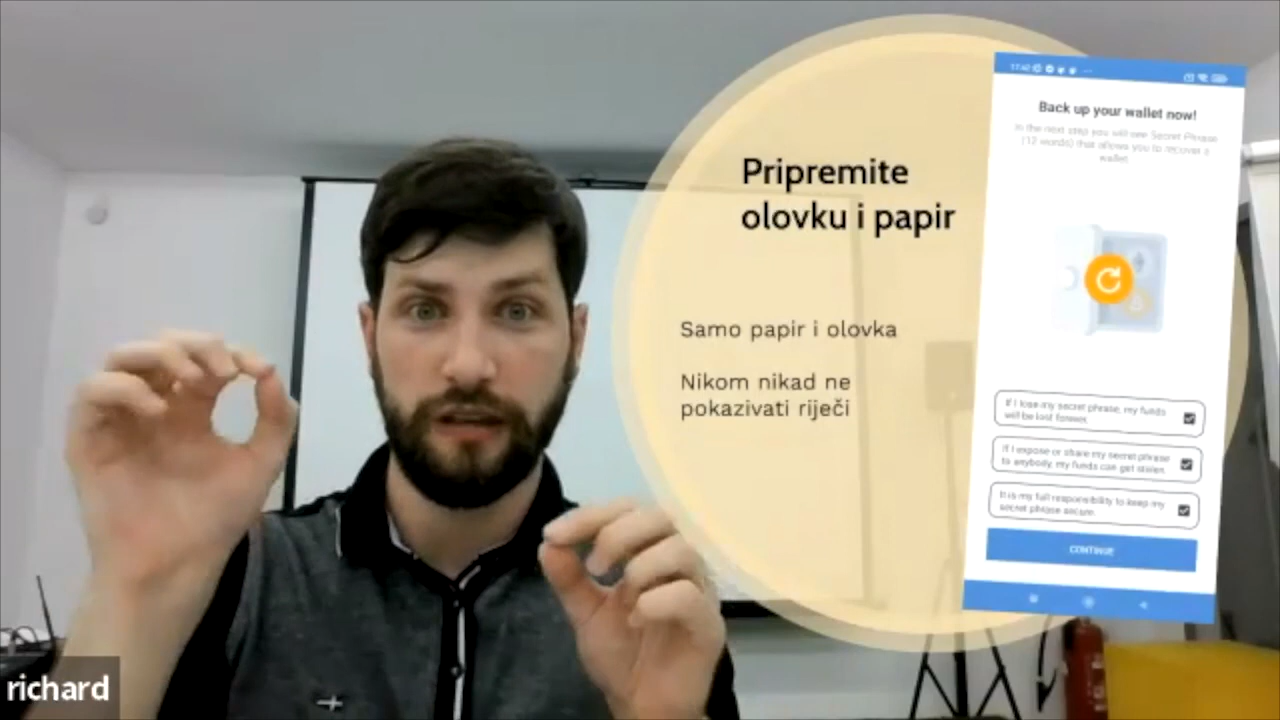 Pripremite
olovku i papir
Samo papir i olovka
Nikom nikad ne
pokazivati riječi
17:42
Back up your wallet now!
In the next step you will see Secret Phrase
(12 words) that allows you to recover a
wallet
If I lose my secret phrase, my funds
will be lost forever.
If I expose or share my secret phrase
to anybody, my funds can get stolen.
It is my full responsibility to keep my
secret phrase secure.
CONTINUE
richard